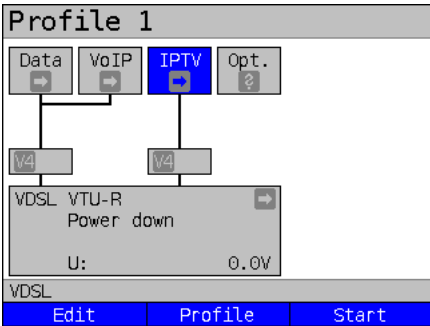 Profile 1
Data VoIP IPTV Opt.
?
V4 V4
VDSL VTU-R
Power down
U: 0.0V
VDSL
Edit Profile Start